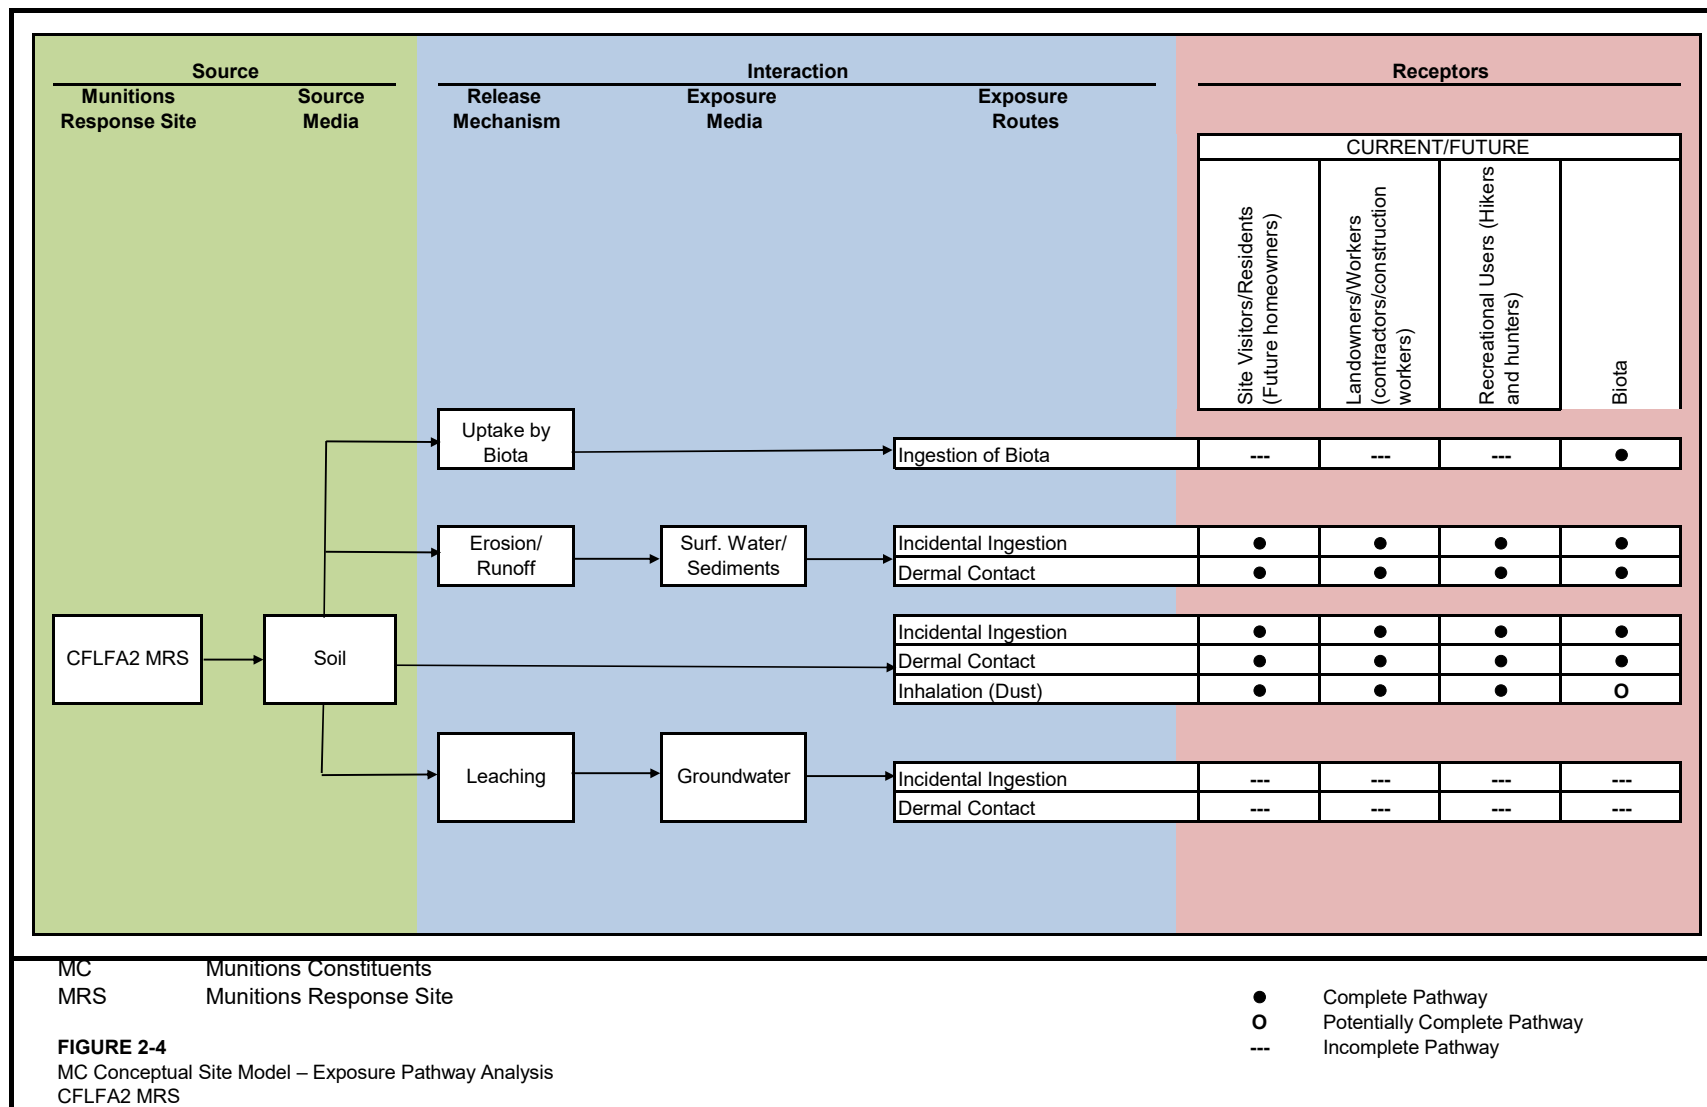 Source
Interaction
Receptors
Munitions
Response Site
Source
Media
Release
Mechanism
Exposure
Media
Exposure
Routes
CURRENT/FUTURE
Site Visitors/Residents
(Future homeowners)
Landowners/Workers
(contractors/construction
workers)
Recreational Users (Hikers
and hunters)
Biota
Uptake by
Biota
Ingestion of Biota --- --- --- ●
Erosion/
Runoff
Surf. Water/
Sediments
Incidental Ingestion ● ● ● ●
Dermal Contact ● ● ● ●
CFLFA2 MRS
Soil
Incidental Ingestion ● ● ● ●
Dermal Contact ● ● ● ●
Inhalation (Dust) ● ● ● O
Leaching
Groundwater
Incidental Ingestion --- --- --- ---
Dermal Contact --- --- --- ---
MC Munitions Constituents
MRS Munitions Response Site
● Complete Pathway
O Potentially Complete Pathway
--- Incomplete Pathway
FIGURE 2-4
MC Conceptual Site Model – Exposure Pathway Analysis
CFLFA2 MRS